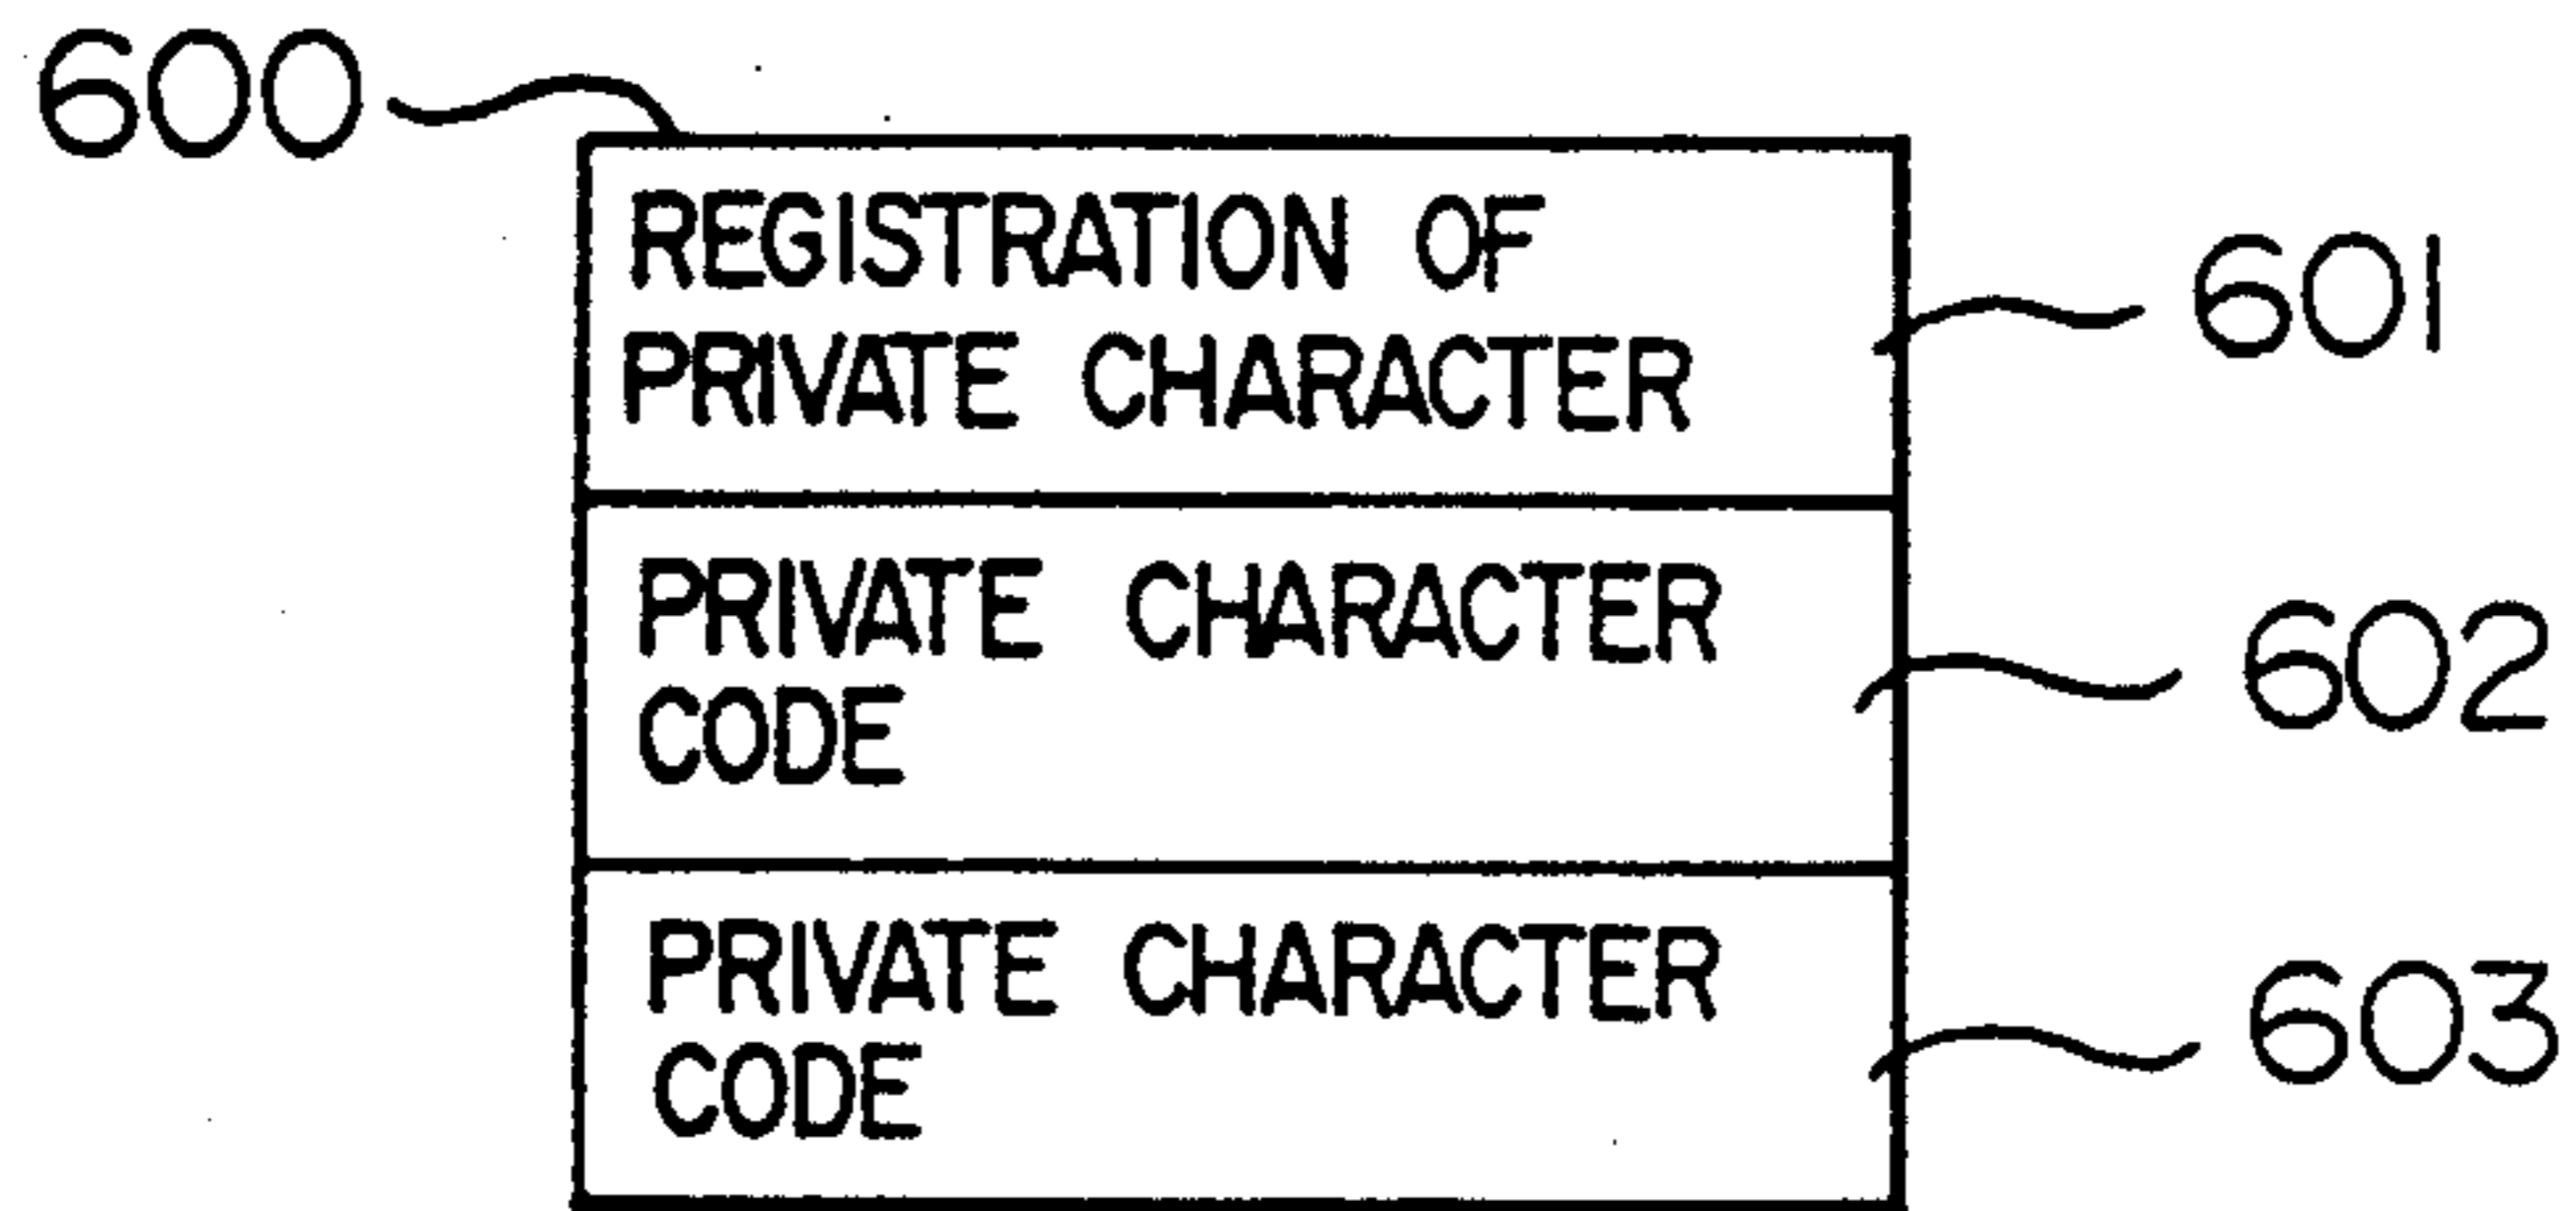 600
REGISTRATION OF
PRIVATE CHARACTER
601
PRIVATE CHARACTER
CODE
602
PRIVATE CHARACTER
CODE
603